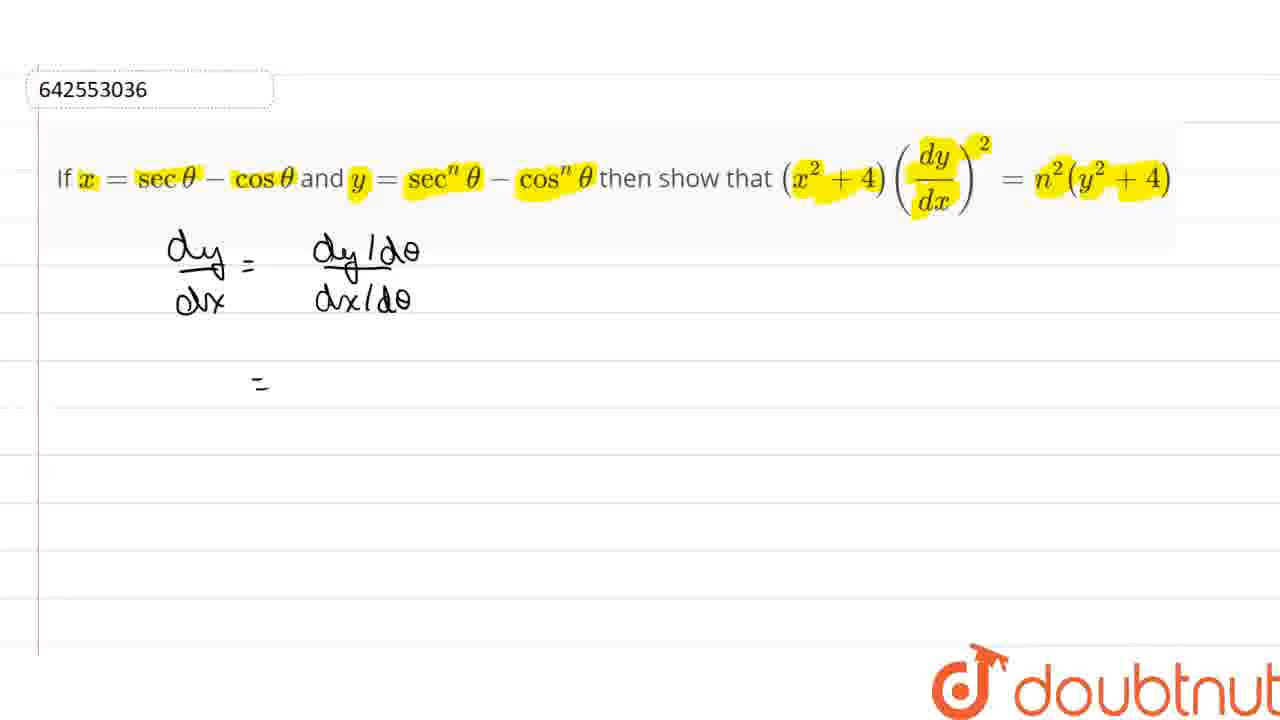 642553036
If x = sec θ − cos θ and y = secⁿ θ − cosⁿ θ then show that (x² + 4)(dy/dx)² = n²(y² + 4)
dy/dx = (dy/dθ)/(dx/dθ)
=
doubtnut